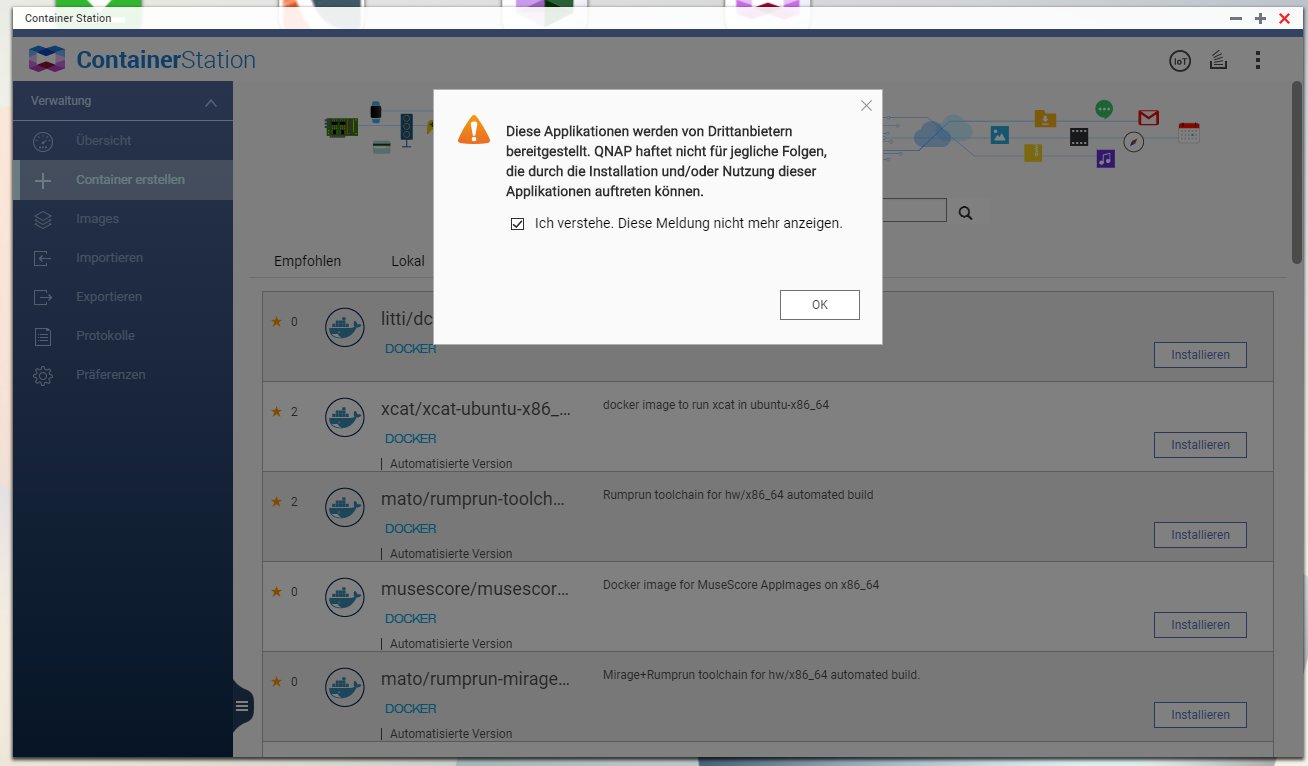 Container Station
ContainerStation
IoT
Verwaltung
Übersicht
Container erstellen
Images
Importieren
Exportieren
Protokolle
Präferenzen
Diese Applikationen werden von Drittanbietern
bereitgestellt. QNAP haftet nicht für jegliche Folgen,
die durch die Installation und/oder Nutzung dieser
Applikationen auftreten können.
Ich verstehe. Diese Meldung nicht mehr anzeigen.
OK
Empfohlen Lokal
0 litti/dc
DOCKER
Installieren
2 xcat/xcat-ubuntu-x86_... docker image to run xcat in ubuntu-x86_64
DOCKER
Installieren
| Automatisierte Version
2 mato/rumprun-toolch... Rumprun toolchain for hw/x86_64 automated build
DOCKER
Installieren
| Automatisierte Version
0 musescore/musescor... Docker image for MuseScore AppImages on x86_64
DOCKER
Installieren
| Automatisierte Version
0 mato/rumprun-mirage... Mirage+Rumprun toolchain for hw/x86_64 automated build.
DOCKER
Installieren
| Automatisierte Version